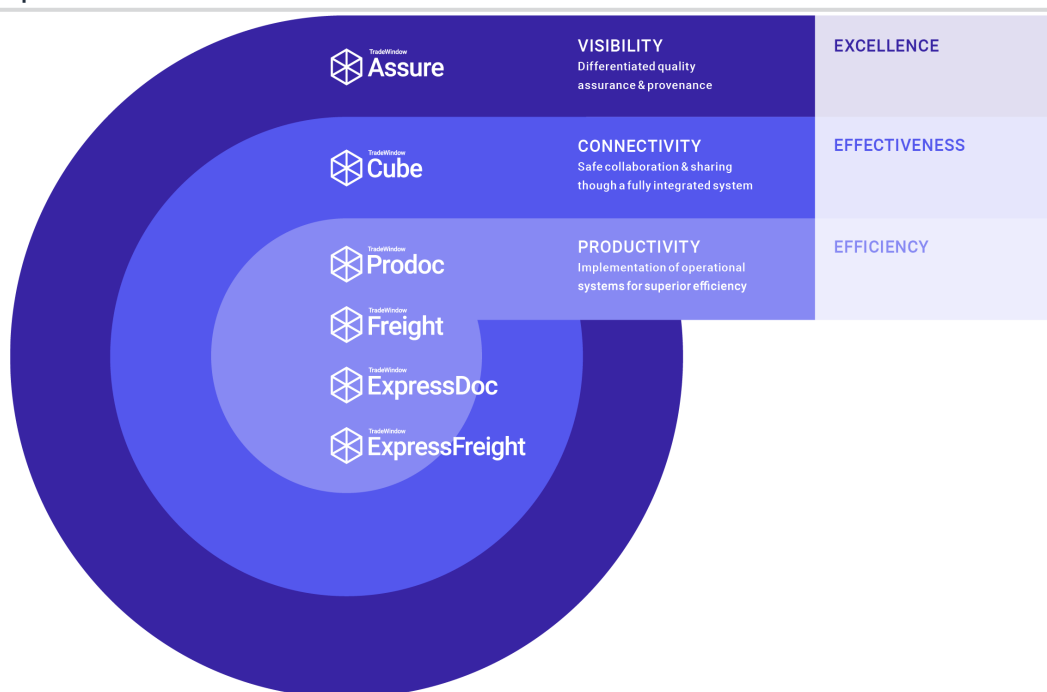 TradeWindow
Assure
VISIBILITY
Differentiated quality
assurance & provenance
EXCELLENCE
TradeWindow
Cube
CONNECTIVITY
Safe collaboration & sharing
though a fully integrated system
EFFECTIVENESS
TradeWindow
Prodoc
PRODUCTIVITY
Implementation of operational
systems for superior efficiency
EFFICIENCY
TradeWindow
Freight
TradeWindow
ExpressDoc
TradeWindow
ExpressFreight